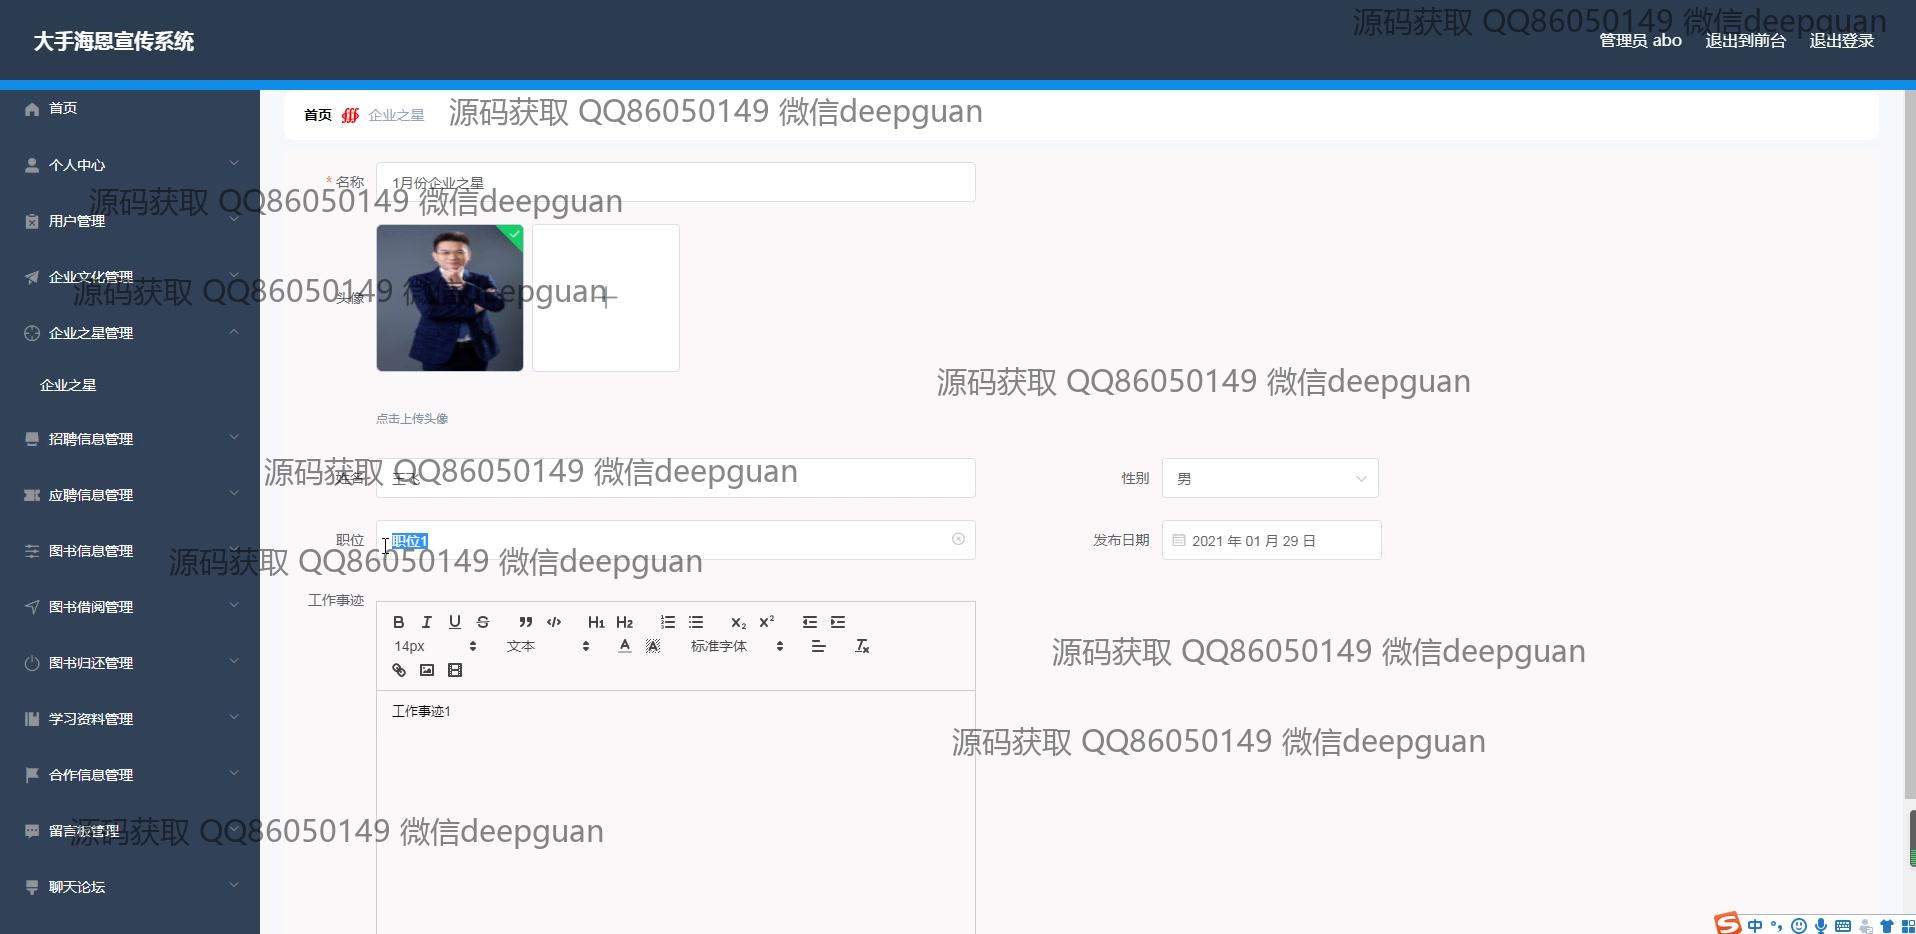 源码获取 QQ86050149 微信deepguan
大手海恩宣传系统
管理员 abo 退出到前台 退出登录
首页
首页 企业之星
源码获取 QQ86050149 微信deepguan
个人中心
* 名称 1月份企业之星
源码获取 QQ86050149 微信deepguan
用户管理
企业文化管理
源码获取 QQ86050149 微信deepguan
头像
企业之星管理
企业之星
源码获取 QQ86050149 微信deepguan
点击上传头像
招聘信息管理
源码获取 QQ86050149 微信deepguan
姓名 王飞
性别 男
应聘信息管理
职位 职位1
发布日期 2021 年 01 月 29 日
图书信息管理
源码获取 QQ86050149 微信deepguan
工作事迹
图书借阅管理
B I U S H1 H2 X2 X2
14px 文本 A A 标准字体 Tx
源码获取 QQ86050149 微信deepguan
图书归还管理
工作事迹1
学习资料管理
源码获取 QQ86050149 微信deepguan
合作信息管理
留言板管理
源码获取 QQ86050149 微信deepguan
聊天论坛
S 中